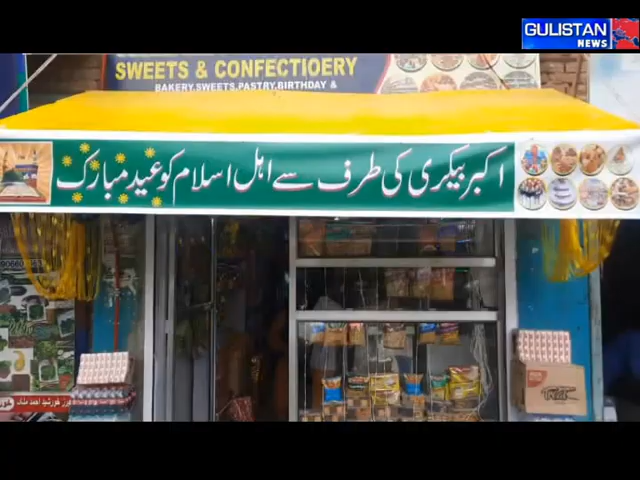 GULISTAN
NEWS
SWEETS & CONFECTIOERY
BAKERY,SWEETS,PASTRY,BIRTHDAY &
اکبر بیکری کی طرف سے اہل اسلام کو عید مبارک